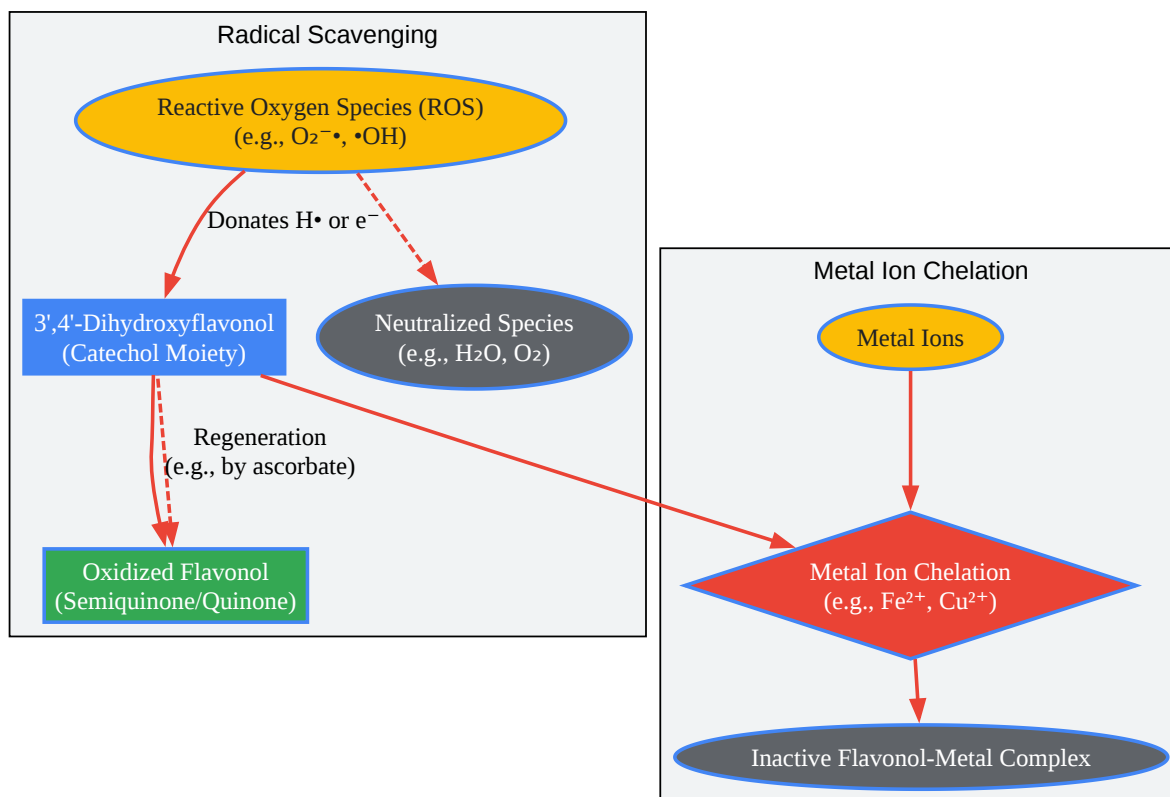 Radical Scavenging
Reactive Oxygen Species (ROS)
(e.g., O₂⁻•, •OH)
Donates H• or e⁻
3',4'-Dihydroxyflavonol
(Catechol Moiety)
Neutralized Species
(e.g., H₂O, O₂)
Regeneration
(e.g., by ascorbate)
Oxidized Flavonol
(Semiquinone/Quinone)
Metal Ion Chelation
Metal Ions
Metal Ion Chelation
(e.g., Fe²⁺, Cu²⁺)
Inactive Flavonol-Metal Complex